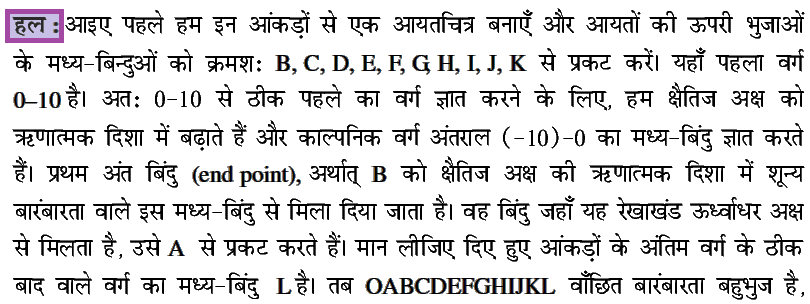 हल : आइए पहले हम इन आंकड़ों से एक आयतचित्र बनाएँ और आयतों की ऊपरी भुजाओं
के मध्य-बिन्दुओं को क्रमश: B, C, D, E, F, G, H, I, J, K से प्रकट करें। यहाँ पहला वर्ग
0–10 है। अत: 0-10 से ठीक पहले का वर्ग ज्ञात करने के लिए, हम क्षैतिज अक्ष को
ऋणात्मक दिशा में बढ़ाते हैं और काल्पनिक वर्ग अंतराल (-10)-0 का मध्य-बिंदु ज्ञात करते
हैं। प्रथम अंत बिंदु (end point), अर्थात् B को क्षैतिज अक्ष की ऋणात्मक दिशा में शून्य
बारंबारता वाले इस मध्य-बिंदु से मिला दिया जाता है। वह बिंदु जहाँ यह रेखाखंड ऊर्ध्वाधर अक्ष
से मिलता है, उसे A से प्रकट करते हैं। मान लीजिए दिए हुए आंकड़ों के अंतिम वर्ग के ठीक
बाद वाले वर्ग का मध्य-बिंदु L है। तब OABCDEFGHIJKL वाँछित बारंबारता बहुभुज है,